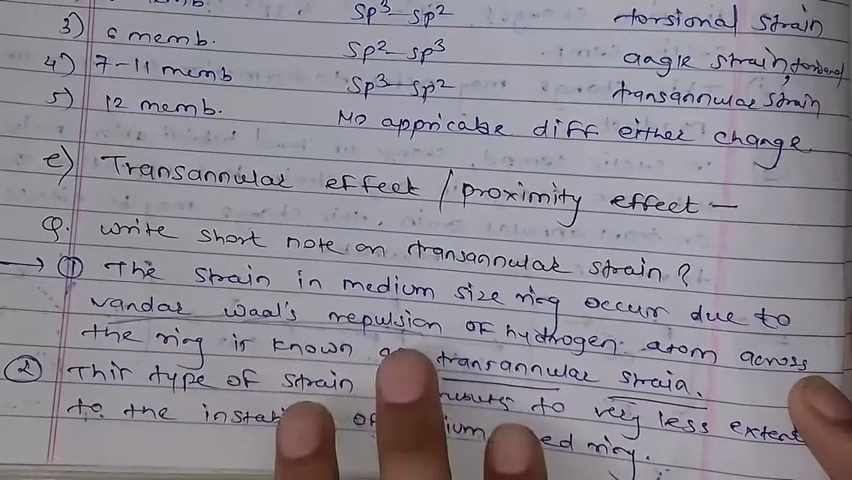 memb. sp³-sp² torsional strain
3) 6 memb. sp²-sp³ aagle strain,
4) 7-11 memb sp³-sp² transannular strain
5) 12 memb. No appricable diff either change
e) Transannular effect / proximity effect —
Q. write short note on transannular strain?
→ ① The strain in medium size ring occur due to
vandar waal's repulsion of hydrogen atom across
the ring is known transannular strain.
② This type of strain to very less extent
to the of ring.